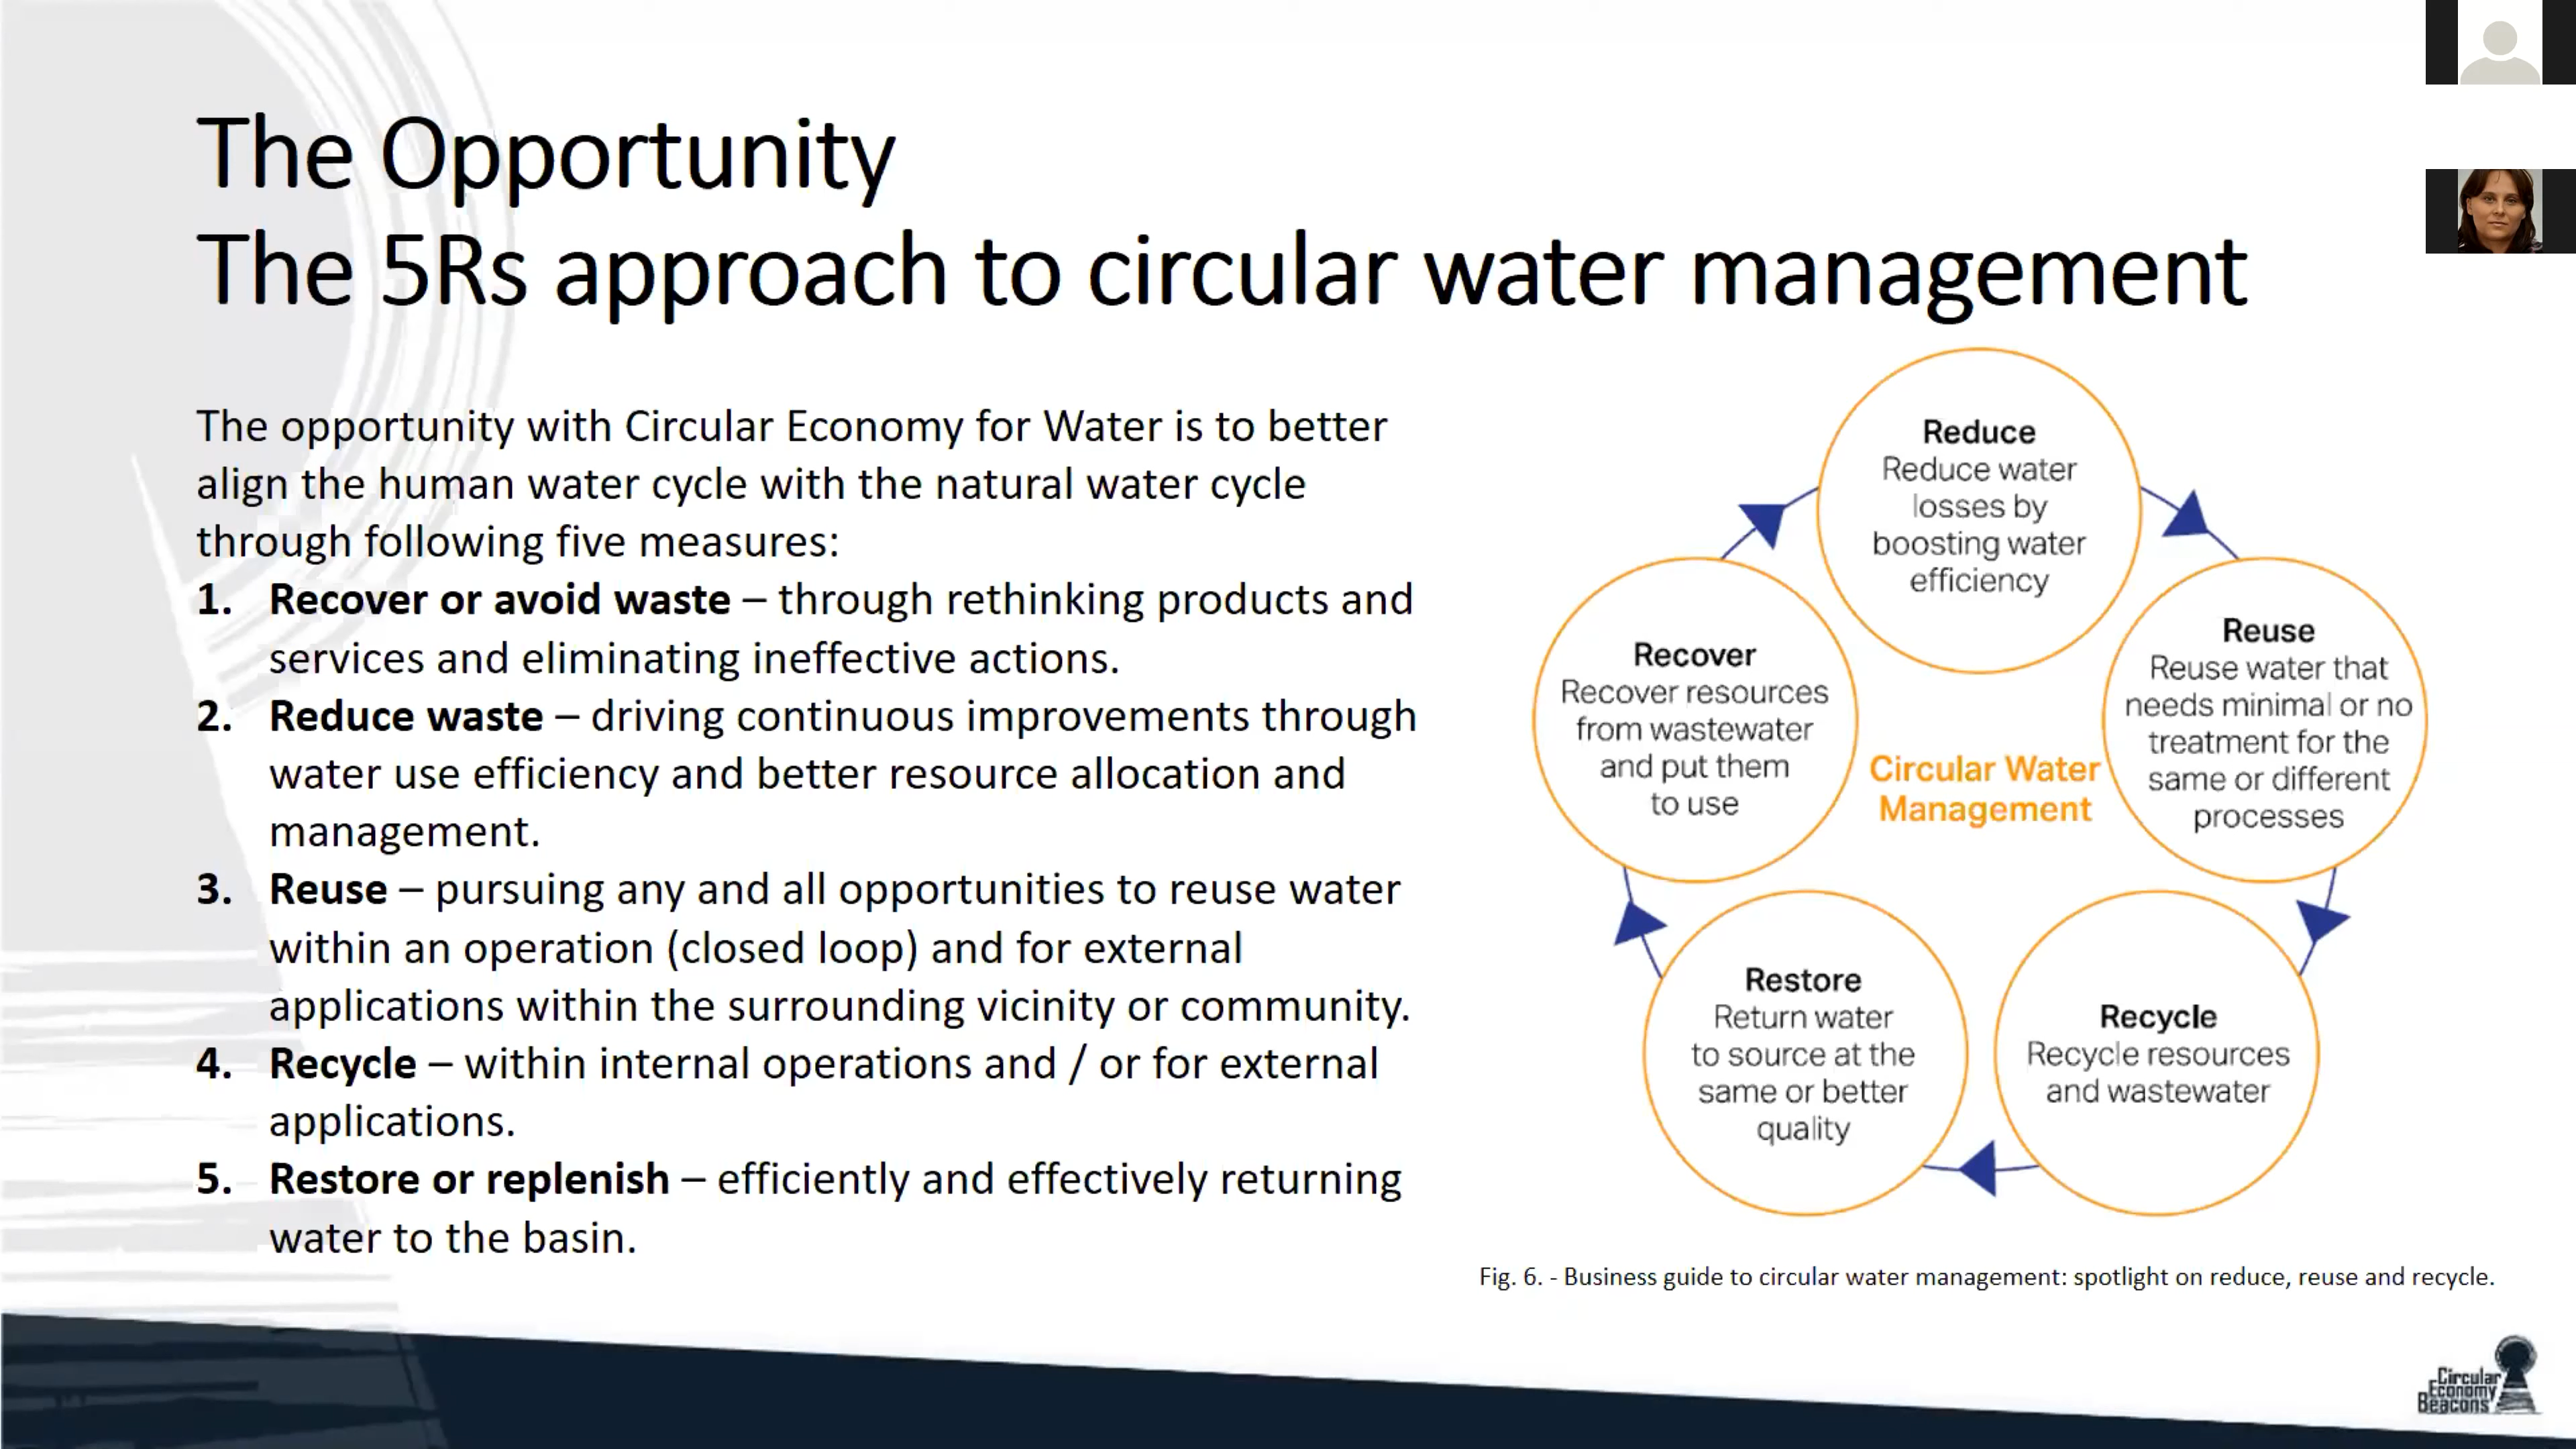 The Opportunity
The 5Rs approach to circular water management
The opportunity with Circular Economy for Water is to better
align the human water cycle with the natural water cycle
through following five measures:
1. Recover or avoid waste – through rethinking products and
services and eliminating ineffective actions.
2. Reduce waste – driving continuous improvements through
water use efficiency and better resource allocation and
management.
3. Reuse – pursuing any and all opportunities to reuse water
within an operation (closed loop) and for external
applications within the surrounding vicinity or community.
4. Recycle – within internal operations and / or for external
applications.
5. Restore or replenish – efficiently and effectively returning
water to the basin.
Reduce
Reduce water
losses by
boosting water
efficiency
Reuse
Reuse water that
needs minimal or no
treatment for the
same or different
processes
Recycle
Recycle resources
and wastewater
Restore
Return water
to source at the
same or better
quality
Recover
Recover resources
from wastewater
and put them
to use
Circular Water
Management
Fig. 6. - Business guide to circular water management: spotlight on reduce, reuse and recycle.
Circular
Economy
Beacons